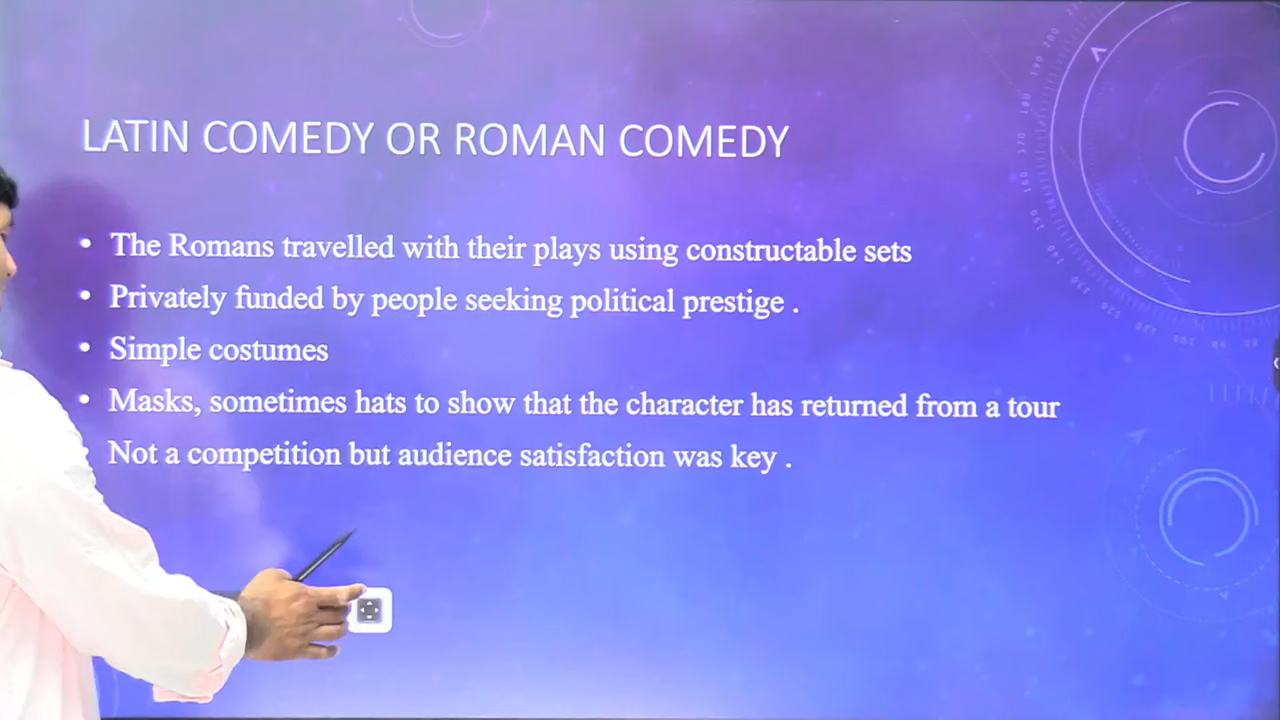 LATIN COMEDY OR ROMAN COMEDY
• The Romans travelled with their plays using constructable sets
• Privately funded by people seeking political prestige .
• Simple costumes
• Masks, sometimes hats to show that the character has returned from a tour
• Not a competition but audience satisfaction was key .